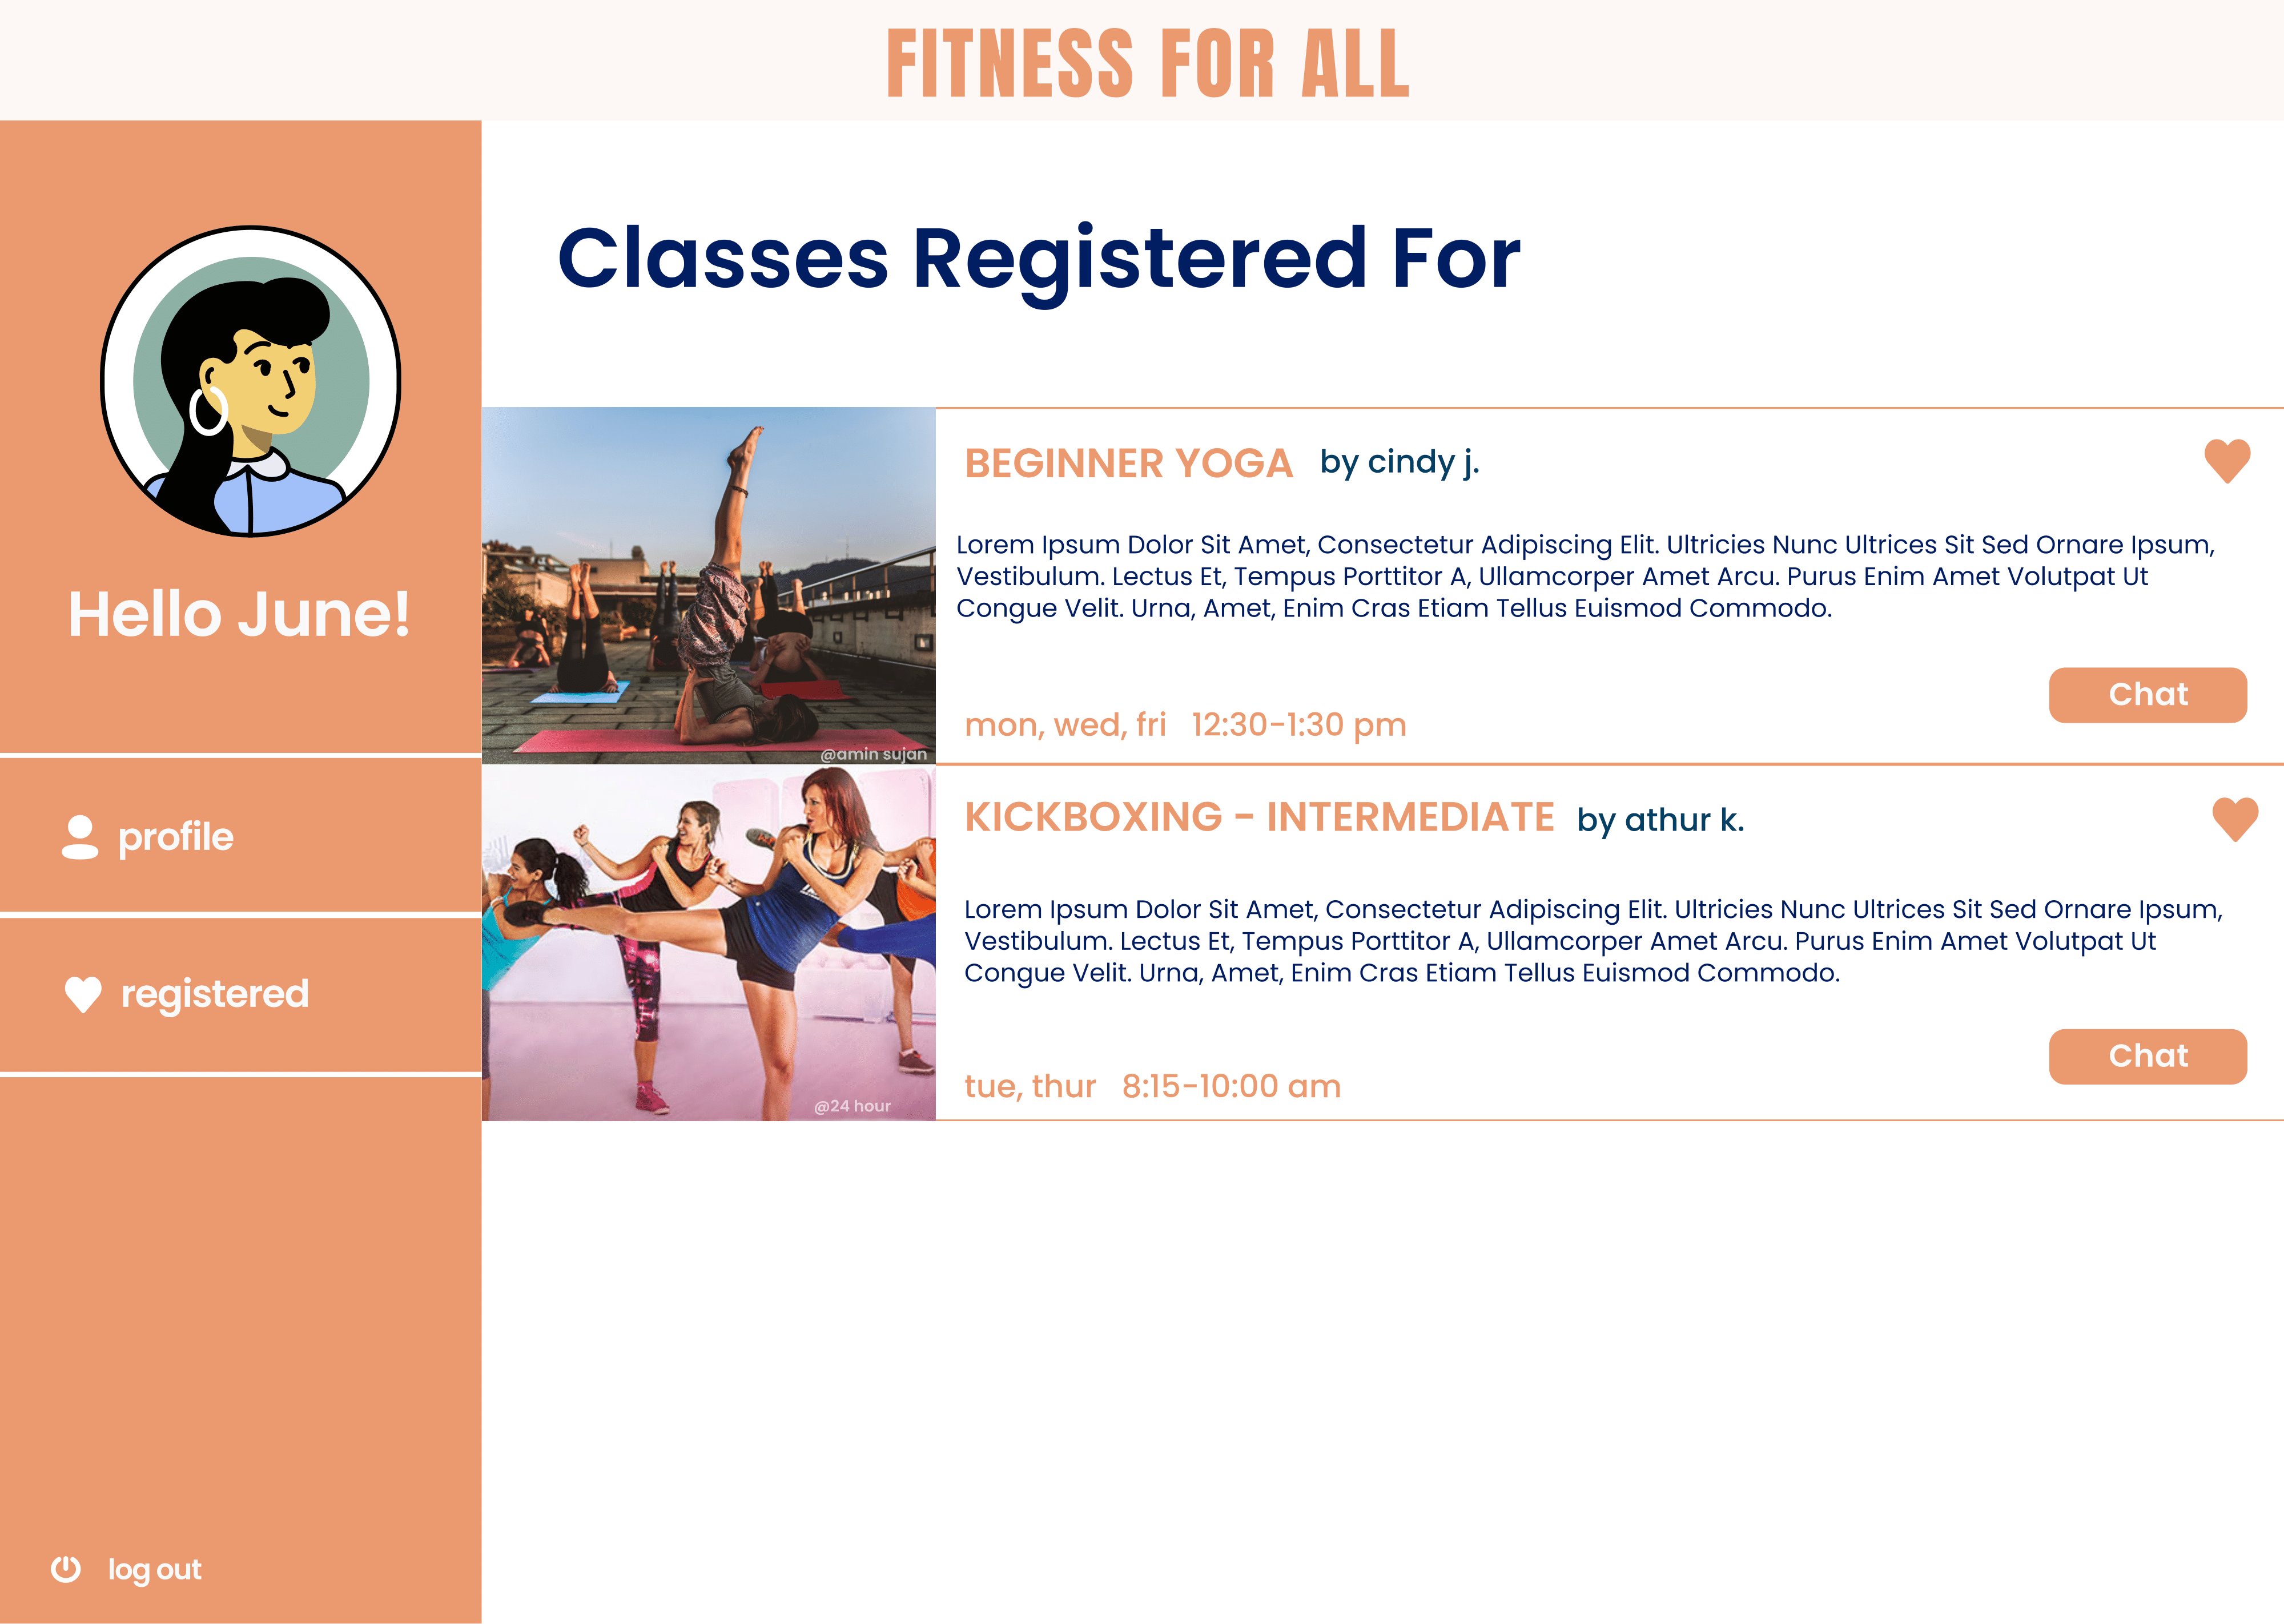 FITNESS FOR ALL
Hello June!
profile
registered
log out
Classes Registered For
BEGINNER YOGA by cindy j.
Lorem Ipsum Dolor Sit Amet, Consectetur Adipiscing Elit. Ultricies Nunc Ultrices Sit Sed Ornare Ipsum,
Vestibulum. Lectus Et, Tempus Porttitor A, Ullamcorper Amet Arcu. Purus Enim Amet Volutpat Ut
Congue Velit. Urna, Amet, Enim Cras Etiam Tellus Euismod Commodo.
Chat
mon, wed, fri 12:30-1:30 pm
@amin sujan
KICKBOXING - INTERMEDIATE by athur k.
Lorem Ipsum Dolor Sit Amet, Consectetur Adipiscing Elit. Ultricies Nunc Ultrices Sit Sed Ornare Ipsum,
Vestibulum. Lectus Et, Tempus Porttitor A, Ullamcorper Amet Arcu. Purus Enim Amet Volutpat Ut
Congue Velit. Urna, Amet, Enim Cras Etiam Tellus Euismod Commodo.
Chat
tue, thur 8:15-10:00 am
@24 hour